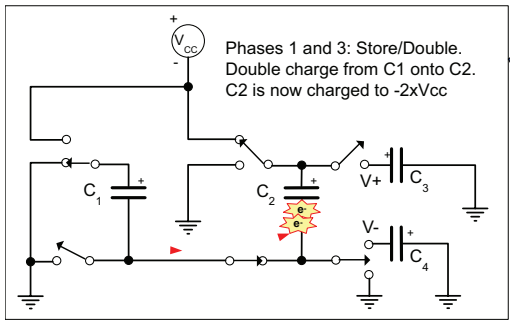 +
VCC
-
Phases 1 and 3: Store/Double.
Double charge from C1 onto C2.
C2 is now charged to -2xVcc
+
C1
+
C2
e-
e-
V+
+
C3
V-
+
C4